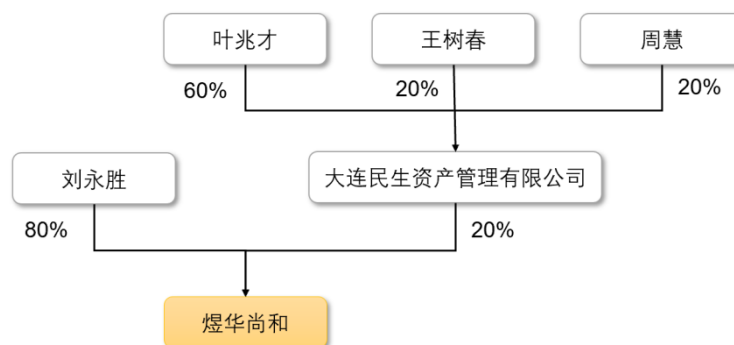 叶兆才
王树春
周慧
60%
20%
20%
刘永胜
大连民生资产管理有限公司
80%
20%
煜华尚和